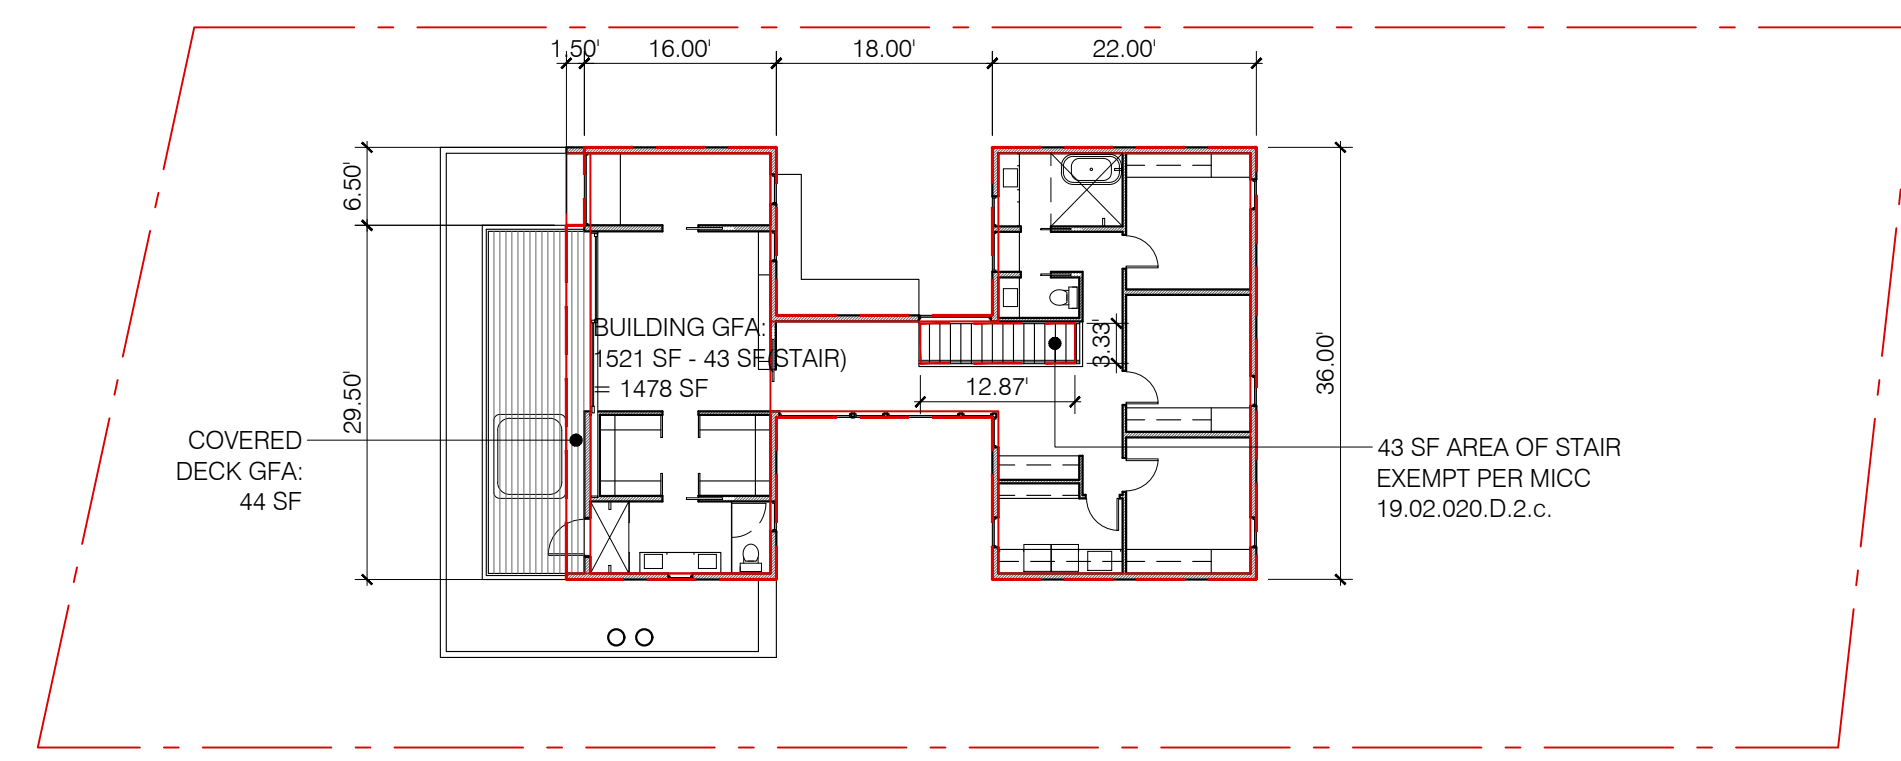 1.50'
16.00'
18.00'
22.00'
6.50'
29.50'
BUILDING GFA:
1521 SF - 43 SF(STAIR)
= 1478 SF
3.33'
12.87'
36.00'
COVERED
DECK GFA:
44 SF
43 SF AREA OF STAIR
EXEMPT PER MICC
19.02.020.D.2.c.